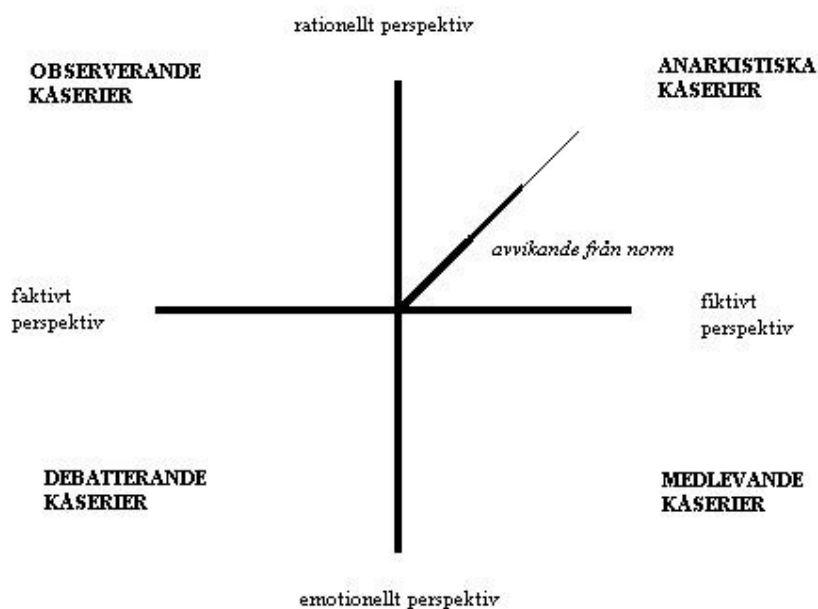 rationellt perspektiv
OBSERVERANDE
KÅSERIER
ANARKISTISKA
KÅSERIER
avvikande från norm
faktivt
perspektiv
fiktivt
perspektiv
DEBATTERANDE
KÅSERIER
MEDLEVANDE
KÅSERIER
emotionellt perspektiv